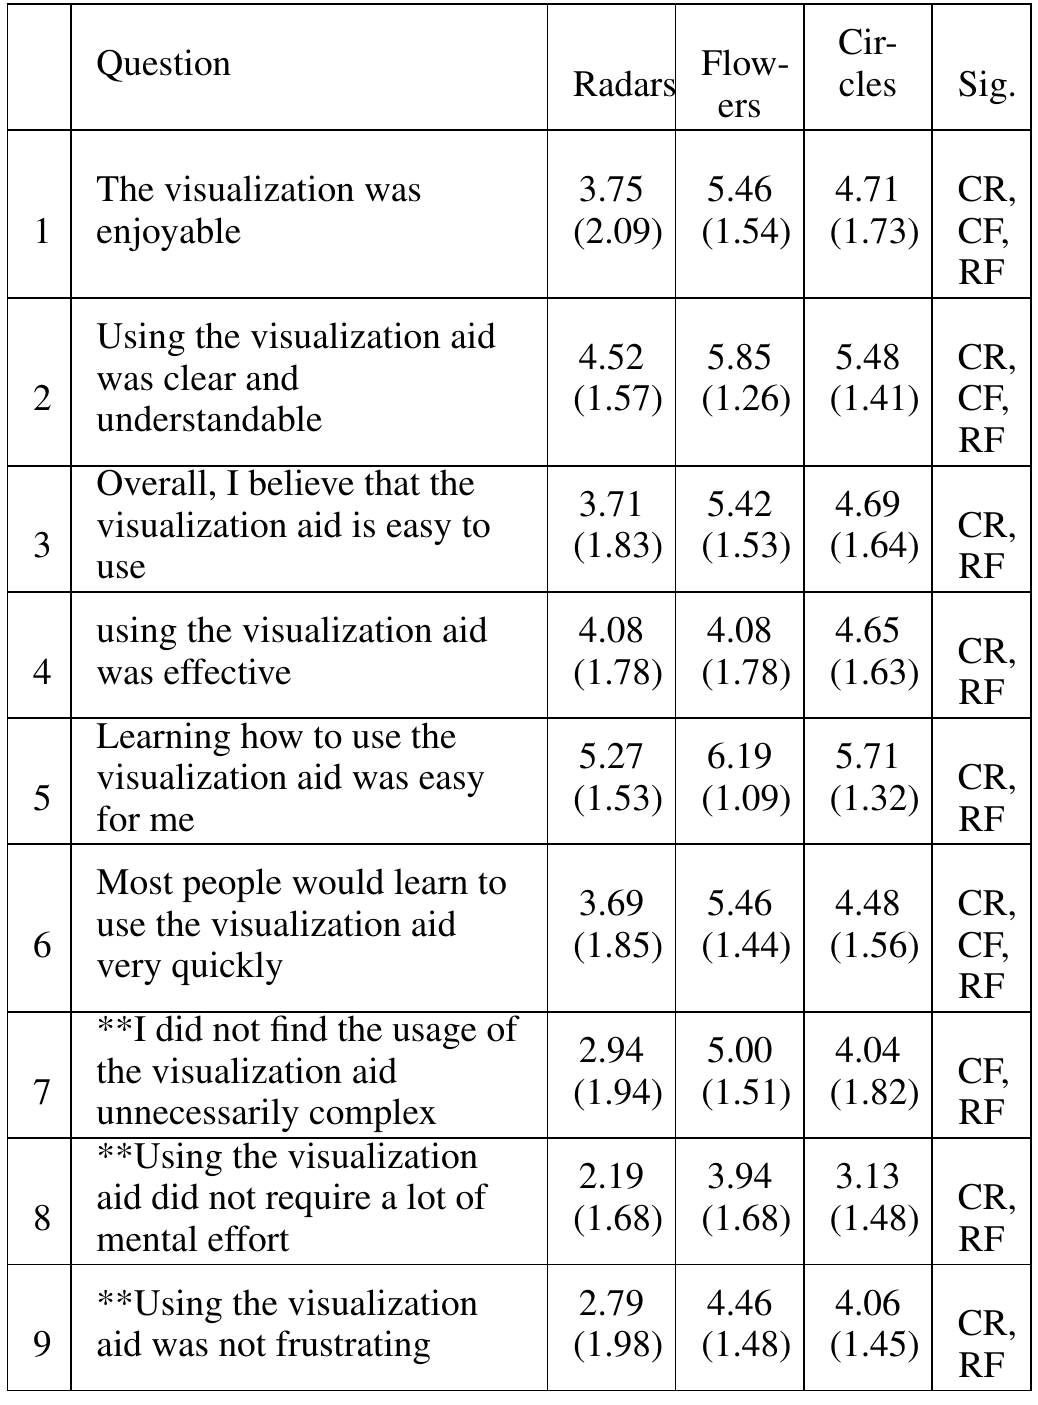 Question Radars Flow- Cir- Sig.
ers cles
1 The visualization was 3.75 5.46 4.71 CR,
enjoyable (2.09) (1.54) (1.73) CF,
RF
2 Using the visualization aid 4.52 5.85 5.48 CR,
was clear and (1.57) (1.26) (1.41) CF,
understandable RF
3 Overall, I believe that the 3.71 5.42 4.69 CR,
visualization aid is easy to (1.83) (1.53) (1.64) RF
use
4 using the visualization aid 4.08 4.08 4.65 CR,
was effective (1.78) (1.78) (1.63) RF
5 Learning how to use the 5.27 6.19 5.71 CR,
visualization aid was easy (1.53) (1.09) (1.32) RF
for me
6 Most people would learn to 3.69 5.46 4.48 CR,
use the visualization aid (1.85) (1.44) (1.56) CF,
very quickly RF
7 **I did not find the usage of 2.94 5.00 4.04 CF,
the visualization aid (1.94) (1.51) (1.82) RF
unnecessarily complex
8 **Using the visualization 2.19 3.94 3.13 CR,
aid did not require a lot of (1.68) (1.68) (1.48) RF
mental effort
9 **Using the visualization 2.79 4.46 4.06 CR,
aid was not frustrating (1.98) (1.48) (1.45) RF